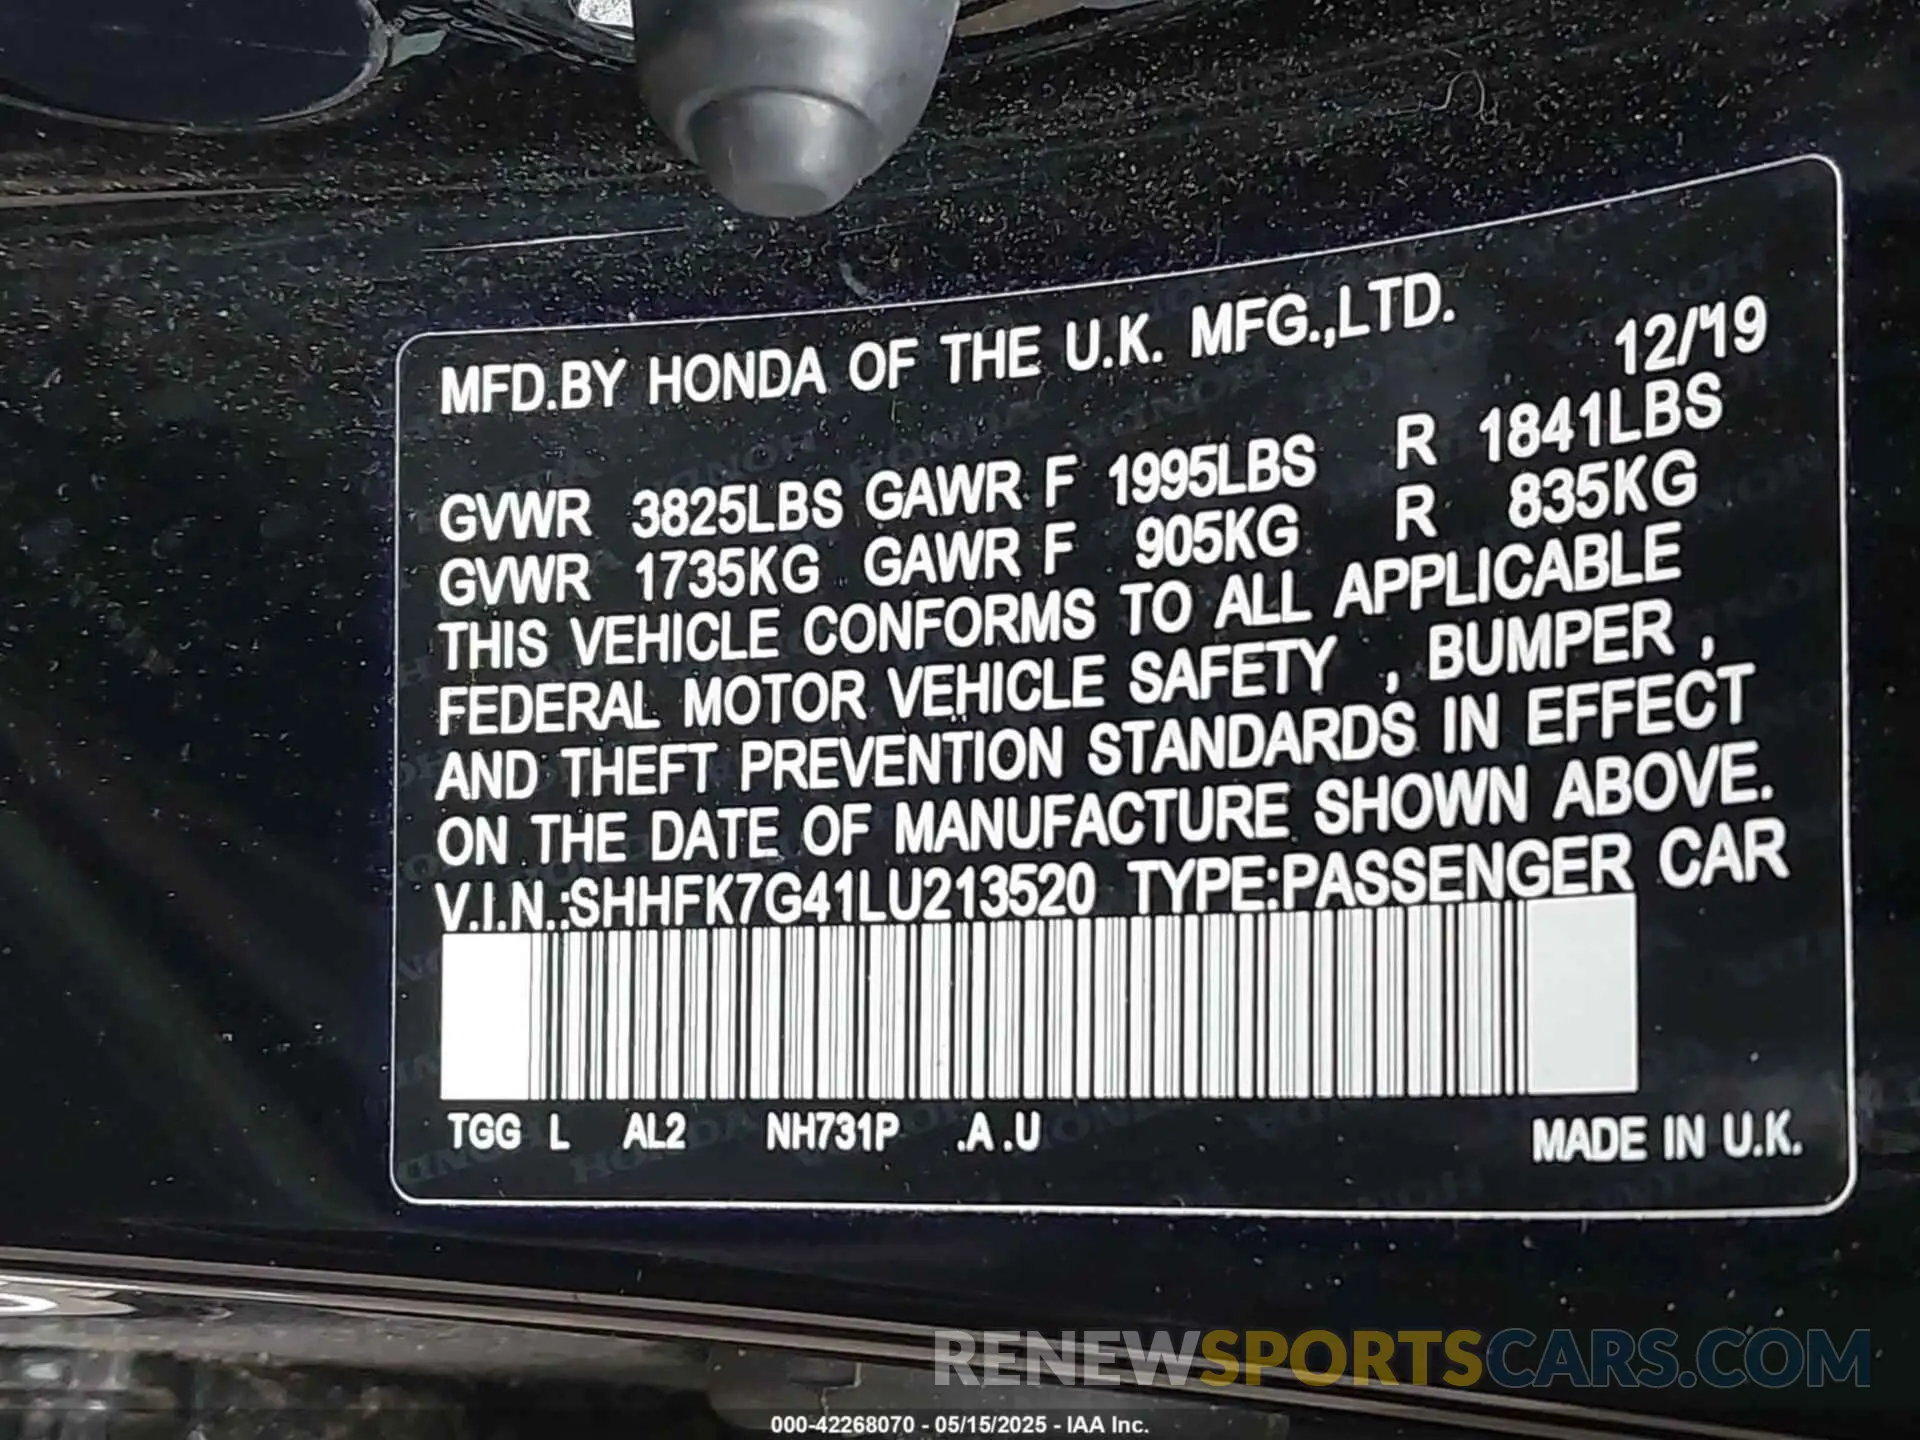 MFD.BY HONDA OF THE U.K. MFG.,LTD.
12/'19
GVWR 3825LBS GAWR F 1995LBS R 1841LBS
GVWR 1735KG GAWR F 905KG R 835KG
THIS VEHICLE CONFORMS TO ALL APPLICABLE
FEDERAL MOTOR VEHICLE SAFETY , BUMPER ,
AND THEFT PREVENTION STANDARDS IN EFFECT
ON THE DATE OF MANUFACTURE SHOWN ABOVE.
V.I.N.:SHHFK7G41LU213520 TYPE:PASSENGER CAR
TGG L AL2 NH731P .A .U MADE IN U.K.
RENEWSPORTSCARS.COM
000-42268070 - 05/15/2025 - IAA Inc.